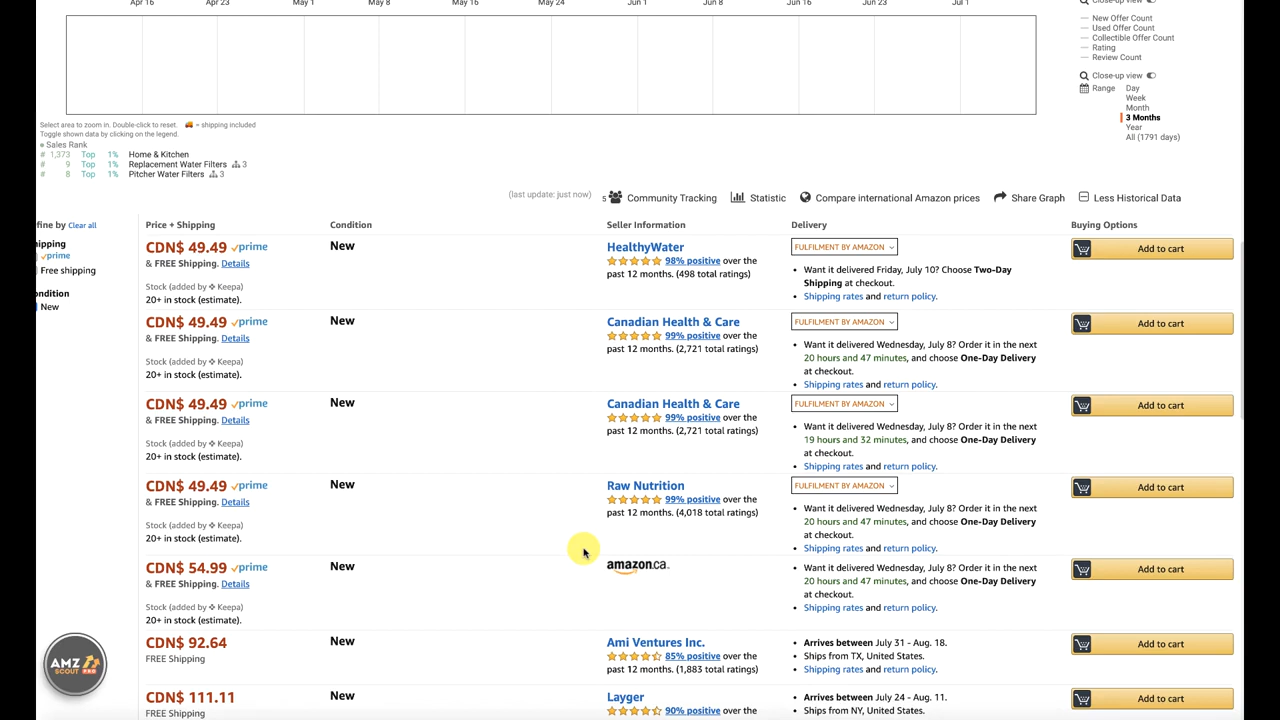 Apr 16 Apr 23 May 1 May 8 May 16 May 24 Jun 1 Jun 8 Jun 16 Jun 23 Jul 1
Close-up view
New Offer Count
Used Offer Count
Collectible Offer Count
Rating
Review Count
Close-up view
Range Day
Week
Month
3 Months
Year
All (1791 days)
Select area to zoom in. Double-click to reset. = shipping included
Toggle shown data by clicking on the legend.
Sales Rank
# 1,373 Top 1% Home & Kitchen
# 9 Top 1% Replacement Water Filters 3
# 8 Top 1% Pitcher Water Filters 3
(last update: just now) 5 Community Tracking Statistic Compare international Amazon prices Share Graph Less Historical Data
fine by Clear all
hipping
prime
Free shipping
ondition
New
Price + Shipping Condition Seller Information Delivery Buying Options
CDN$ 49.49 prime
& FREE Shipping. Details
Stock (added by Keepa)
20+ in stock (estimate).
New
HealthyWater
98% positive over the
past 12 months. (498 total ratings)
FULFILMENT BY AMAZON
Want it delivered Friday, July 10? Choose Two-Day
Shipping at checkout.
Shipping rates and return policy.
Add to cart
CDN$ 49.49 prime
& FREE Shipping. Details
Stock (added by Keepa)
20+ in stock (estimate).
New
Canadian Health & Care
99% positive over the
past 12 months. (2,721 total ratings)
FULFILMENT BY AMAZON
Want it delivered Wednesday, July 8? Order it in the next
20 hours and 47 minutes, and choose One-Day Delivery
at checkout.
Shipping rates and return policy.
Add to cart
CDN$ 49.49 prime
& FREE Shipping. Details
Stock (added by Keepa)
20+ in stock (estimate).
New
Canadian Health & Care
99% positive over the
past 12 months. (2,721 total ratings)
FULFILMENT BY AMAZON
Want it delivered Wednesday, July 8? Order it in the next
19 hours and 32 minutes, and choose One-Day Delivery
at checkout.
Shipping rates and return policy.
Add to cart
CDN$ 49.49 prime
& FREE Shipping. Details
Stock (added by Keepa)
20+ in stock (estimate).
New
Raw Nutrition
99% positive over the
past 12 months. (4,018 total ratings)
FULFILMENT BY AMAZON
Want it delivered Wednesday, July 8? Order it in the next
20 hours and 47 minutes, and choose One-Day Delivery
at checkout.
Shipping rates and return policy.
Add to cart
CDN$ 54.99 prime
& FREE Shipping. Details
Stock (added by Keepa)
20+ in stock (estimate).
New
amazon.ca.
Want it delivered Wednesday, July 8? Order it in the next
20 hours and 47 minutes, and choose One-Day Delivery
at checkout.
Shipping rates and return policy.
Add to cart
CDN$ 92.64
FREE Shipping
New
Ami Ventures Inc.
85% positive over the
past 12 months. (1,883 total ratings)
Arrives between July 31 - Aug. 18.
Ships from TX, United States.
Shipping rates and return policy.
Add to cart
CDN$ 111.11
FREE Shipping
New
Layger
90% positive over the
Arrives between July 24 - Aug. 11.
Ships from NY, United States.
Add to cart
AMZ
SCOUT PRO